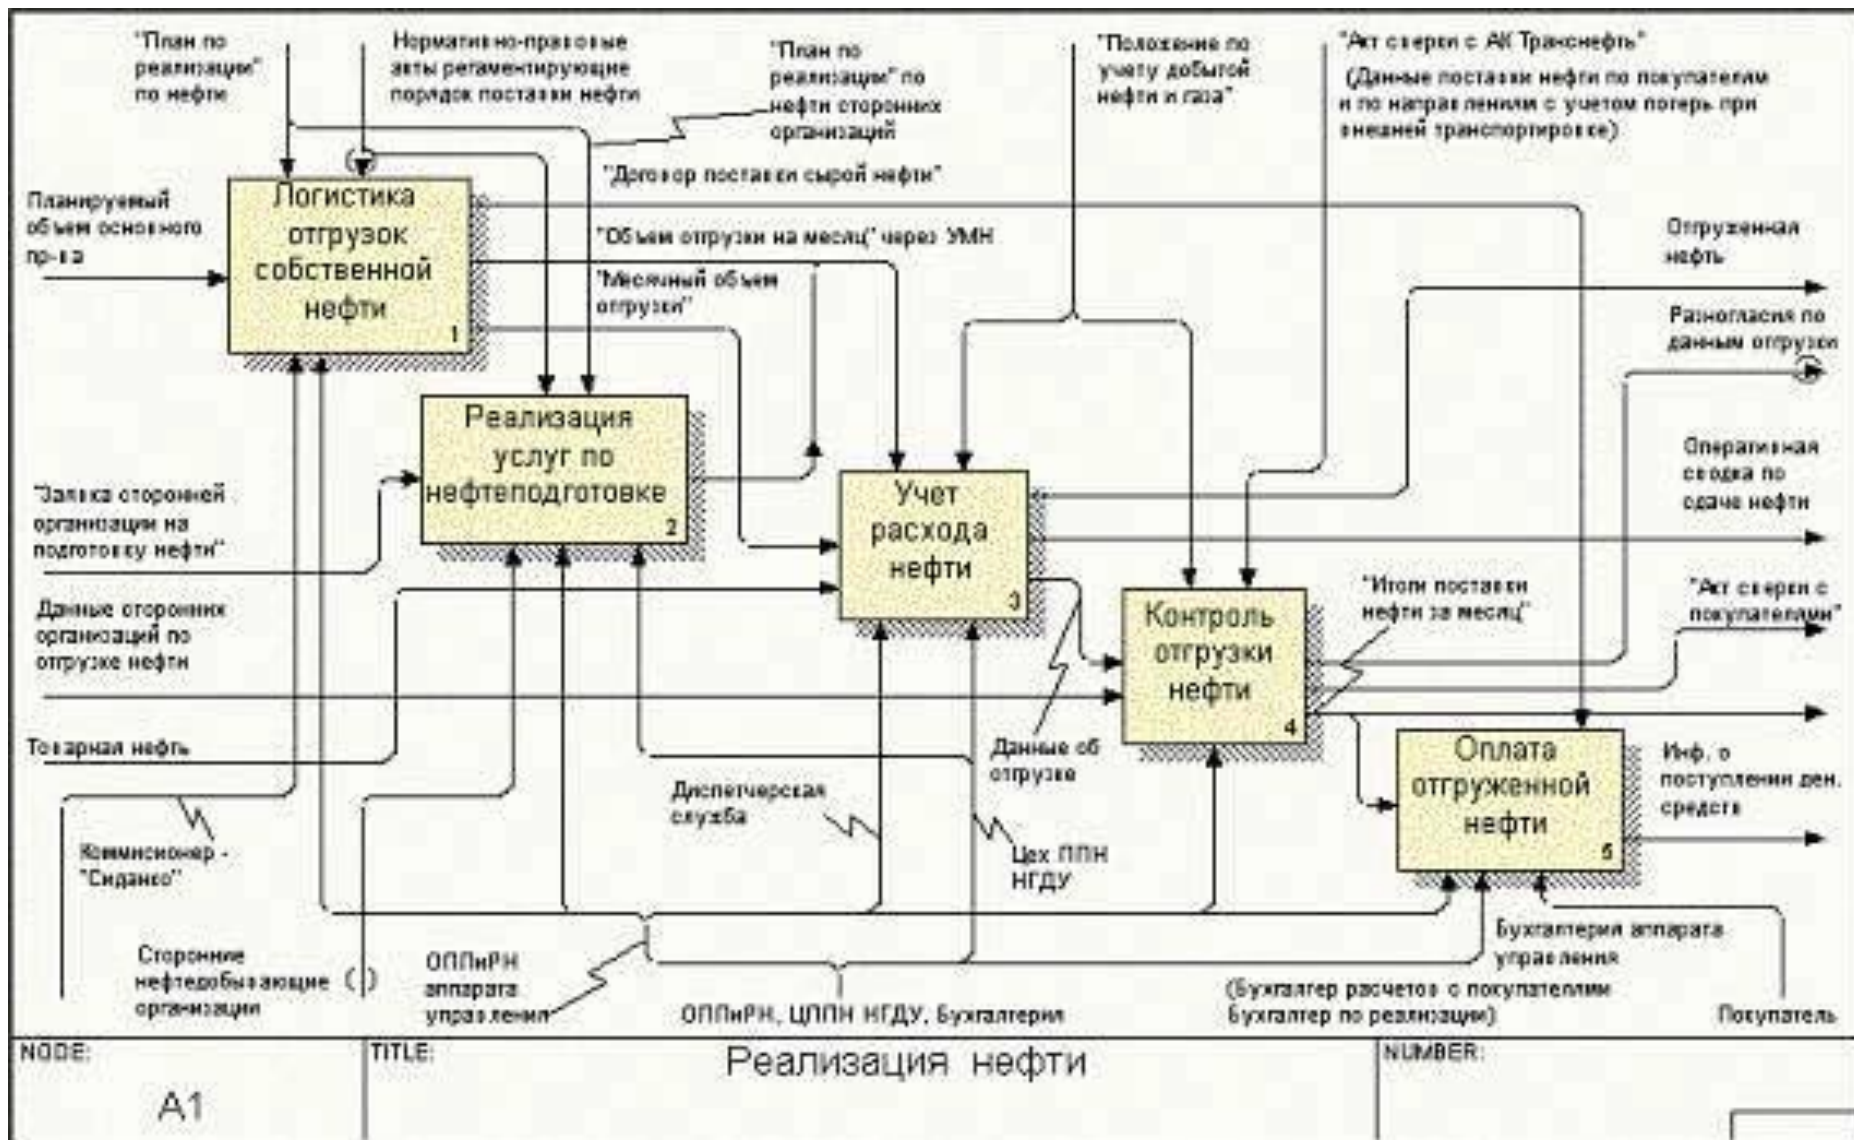 "План по
реализации"
по нефти
Нормативно-правовые
акты регаментирующие
порядок поставки нефти
"План по
реализации" по
нефти сторонних
организаций
"Положение по
учету добытой
нефти и газа"
"Акт сверки с АК Транснефть"
(Данные поставки нефти по покупателям
и по направлениям с учетом потерь при
внешней транспортировке)
Планируемый
объем основного
пр-ва
Логистика
отгрузок
собственной
нефти
1
"Договор поставки сырой нефти"
"Объем отгрузки на месяц" через УМН
"Месячный объем
отгрузки"
Отгруженная
нефть
Разногласия по
данным отгрузки
Реализация
услуг по
нефтеподготовке
2
Оперативная
сводка по
сдаче нефти
"Заявка сторонней
организации на
подготовку нефти"
Учет
расхода
нефти
3
Данные сторонних
организаций по
отгрузке нефти
Контроль
отгрузки
нефти
4
"Итоги поставки
нефти за месяц"
"Акт сверки с
покупателями"
Товарная нефть
Данные об
отгрузке
Оплата
отгруженной
нефти
5
Инф. о
поступлении ден.
средств
Диспетчерская
служба
Цех ППН
НГДУ
Коммисионер -
"Сиданко"
Сторонние
нефтедобывающие
организации
ОППиРН
аппарата
управления
ОППиРН, ЦППН НГДУ, Бухгалтерия
Бухгалтерия аппарата
управления
(Бухгалтер расчетов с покупателями
Бухгалтер по реализации)
Покупатель
NODE:
A1
TITLE:
Реализация нефти
NUMBER: